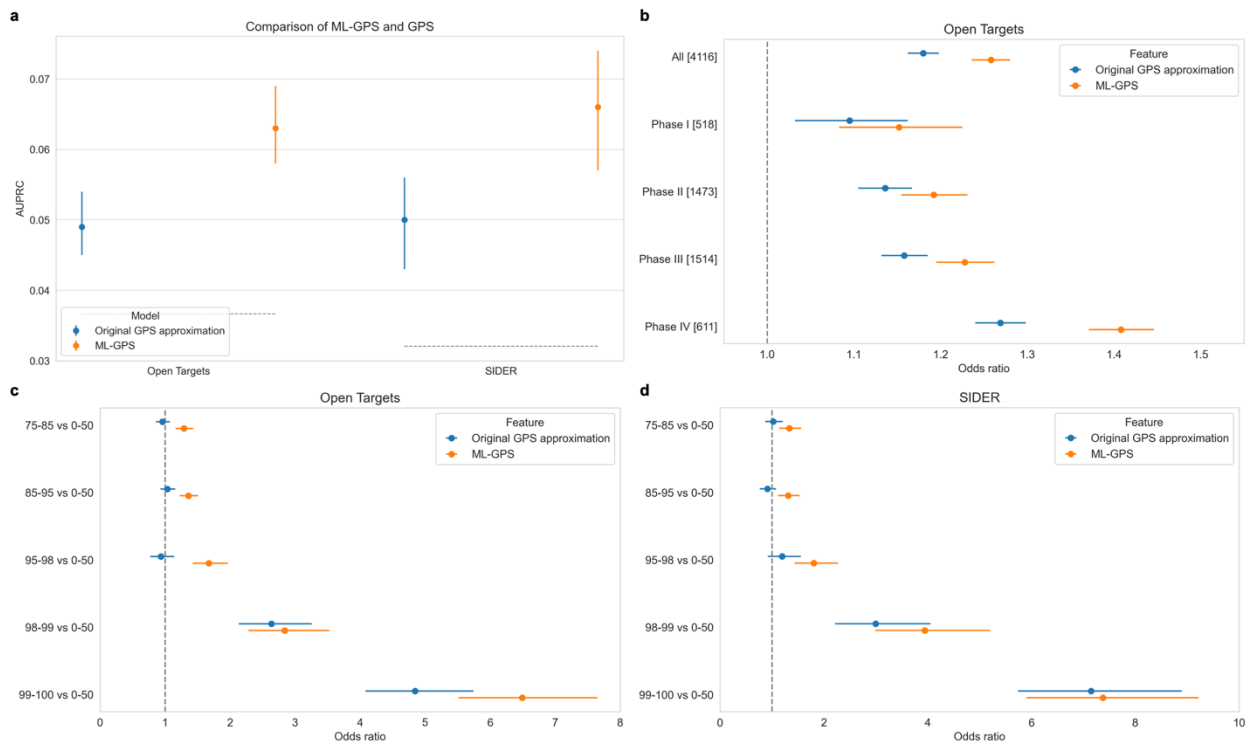 a
Comparison of ML-GPS and GPS
AUPRC
0.07
0.06
0.05
0.04
0.03
Model
Original GPS approximation
ML-GPS
Open Targets
SIDER
b
Open Targets
All [4116]
Phase I [518]
Phase II [1473]
Phase III [1514]
Phase IV [611]
Feature
Original GPS approximation
ML-GPS
1.0
1.1
1.2
1.3
1.4
1.5
Odds ratio
c
Open Targets
75-85 vs 0-50
85-95 vs 0-50
95-98 vs 0-50
98-99 vs 0-50
99-100 vs 0-50
Feature
Original GPS approximation
ML-GPS
0
1
2
3
4
5
6
7
8
Odds ratio
d
SIDER
75-85 vs 0-50
85-95 vs 0-50
95-98 vs 0-50
98-99 vs 0-50
99-100 vs 0-50
Feature
Original GPS approximation
ML-GPS
0
2
4
6
8
10
Odds ratio